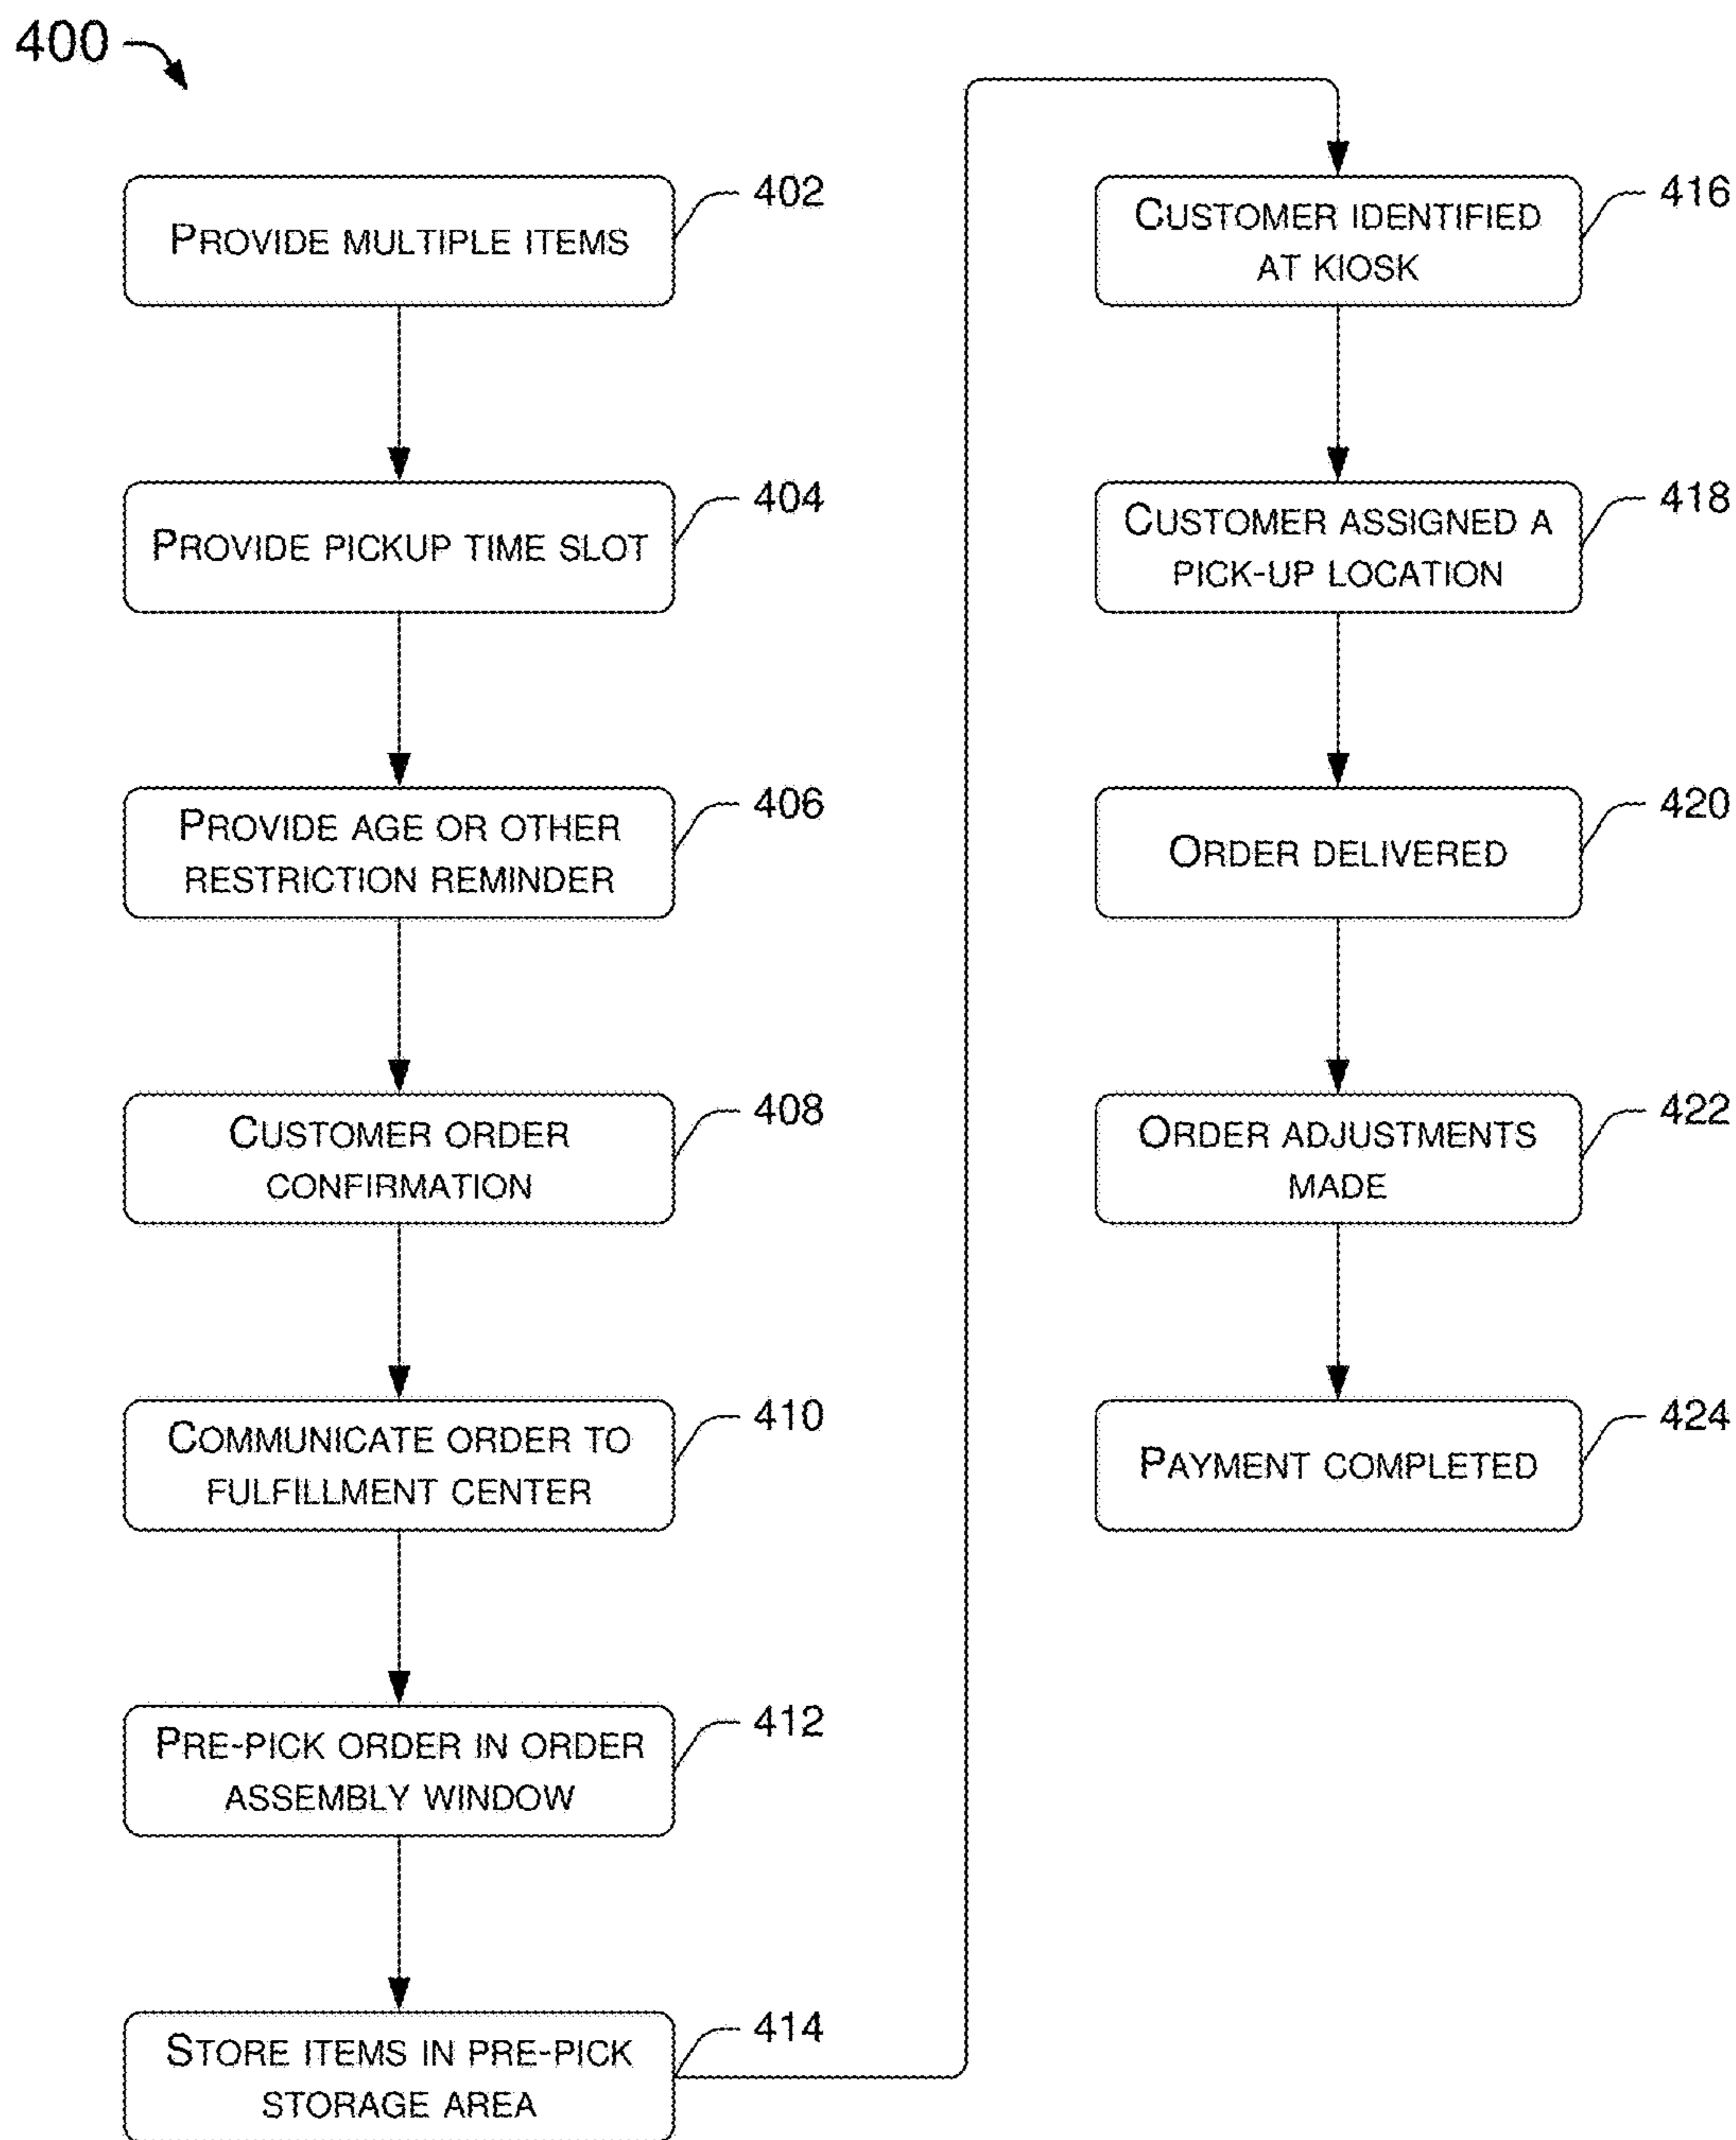 400
PROVIDE MULTIPLE ITEMS
402
PROVIDE PICKUP TIME SLOT
404
PROVIDE AGE OR OTHER
RESTRICTION REMINDER
406
CUSTOMER ORDER
CONFIRMATION
408
COMMUNICATE ORDER TO
FULFILLMENT CENTER
410
PRE-PICK ORDER IN ORDER
ASSEMBLY WINDOW
412
STORE ITEMS IN PRE-PICK
STORAGE AREA
414
CUSTOMER IDENTIFIED
AT KIOSK
416
CUSTOMER ASSIGNED A
PICK-UP LOCATION
418
ORDER DELIVERED
420
ORDER ADJUSTMENTS
MADE
422
PAYMENT COMPLETED
424